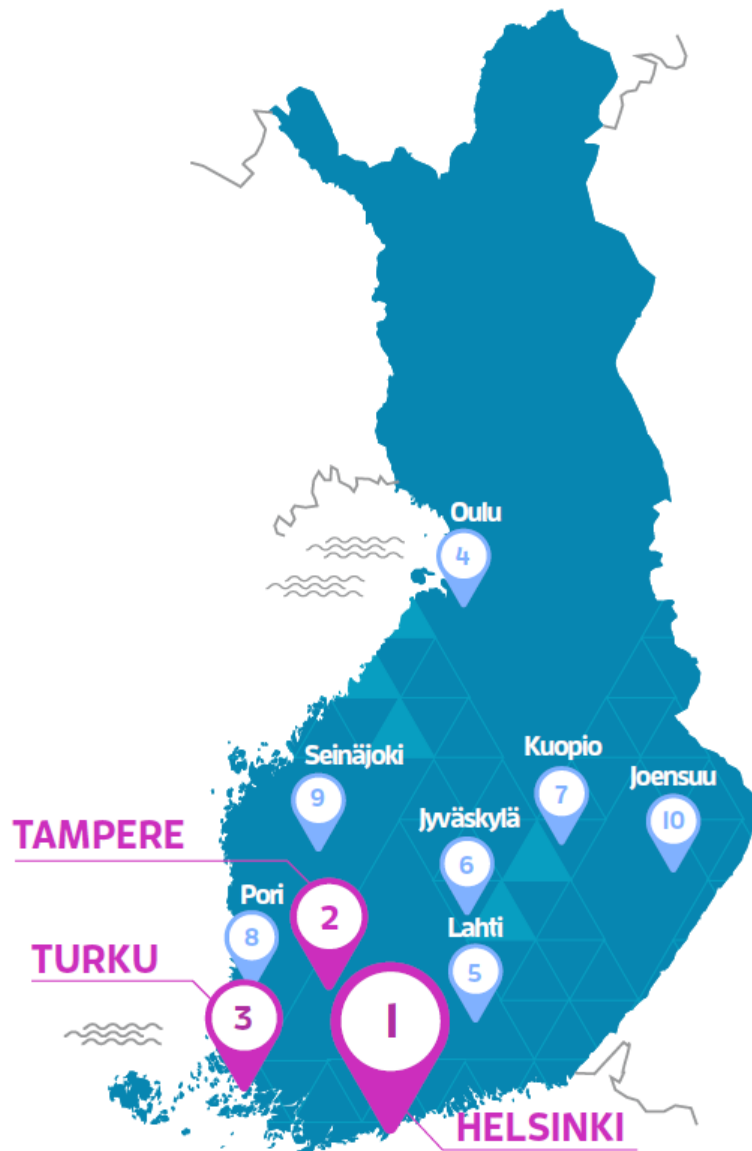 Oulu
4
Seinäjoki
9
Kuopio
7
Joensuu
10
TAMPERE
2
Jyväskylä
6
Pori
8
Lahti
5
TURKU
3
1
HELSINKI